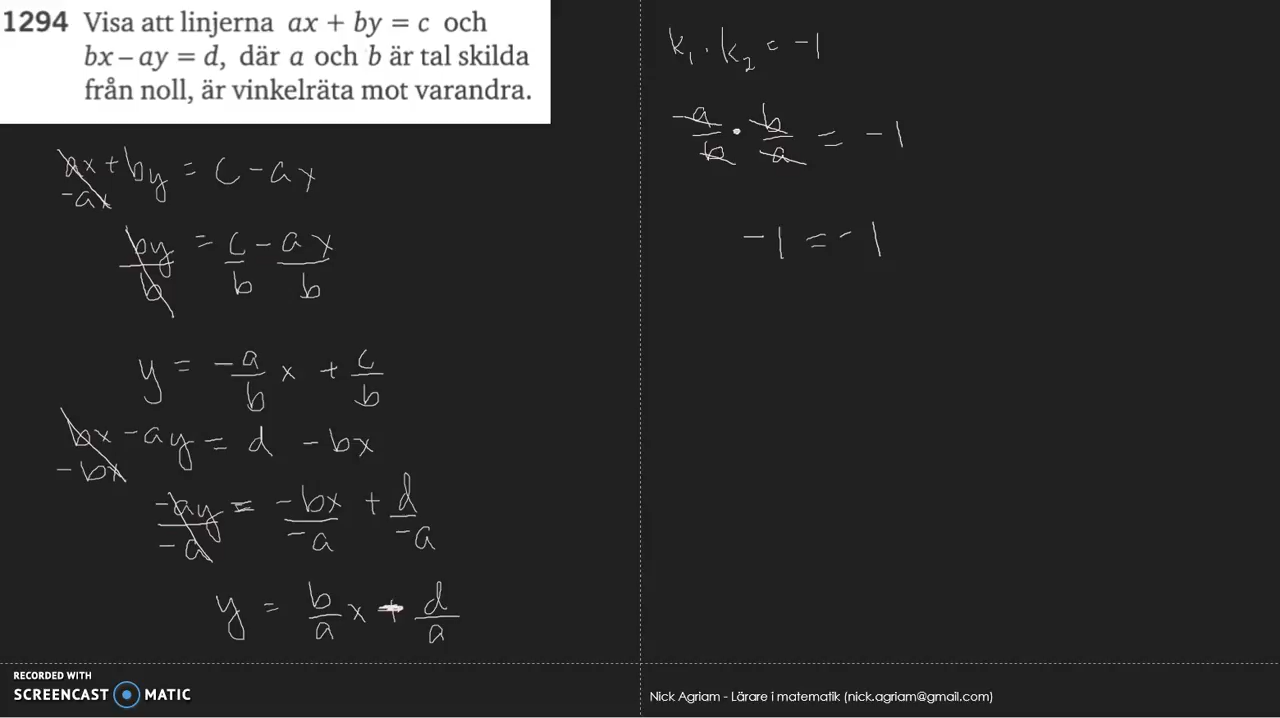 1294 Visa att linjerna ax + by = c och
bx – ay = d, där a och b är tal skilda
från noll, är vinkelräta mot varandra.
ax + by = c - ax
-ax
by/b = c/b - ax/b
y = -a/b x + c/b
bx - ay = d - bx
-bx
-ay/-a = -bx/-a + d/-a
y = b/a x - d/a
k₁ · k₂ = -1
-a/b · b/a = -1
-1 = -1
RECORDED WITH
SCREENCAST MATIC
Nick Agriam - Lärare i matematik (nick.agriam@gmail.com)